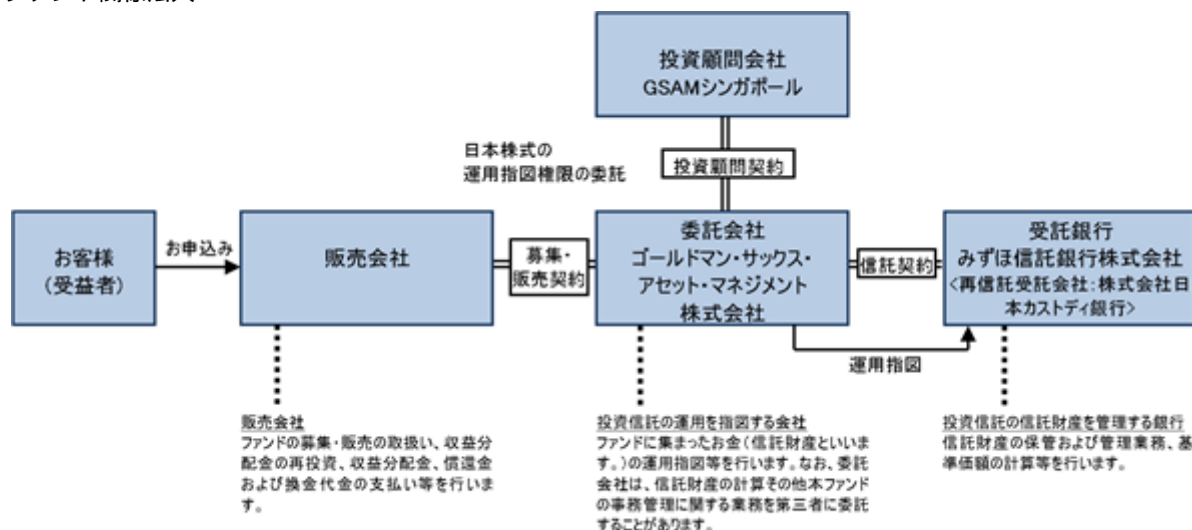 投資顧問会社
GSAMシンガポール
日本株式の
運用指図権限の委託
投資顧問契約
お客様
(受益者)
お申込み
販売会社
募集・
販売契約
委託会社
ゴールドマン・サックス・
アセット・マネジメント
株式会社
信託契約
受託銀行
みずほ信託銀行株式会社
<再信託受託会社:株式会社日
本カストディ銀行>
運用指図
販売会社
ファンドの募集・販売の取扱い、収益分
配金の再投資、収益分配金、償還金
および換金代金の支払い等を行いま
す。
投資信託の運用を指図する会社
ファンドに集まったお金(信託財産といいま
す。)の運用指図等を行います。なお、委託
会社は、信託財産の計算その他本ファンド
の事務管理に関する業務を第三者に委託
することがあります。
投資信託の信託財産を管理する銀行
信託財産の保管および管理業務、基
準価額の計算等を行います。